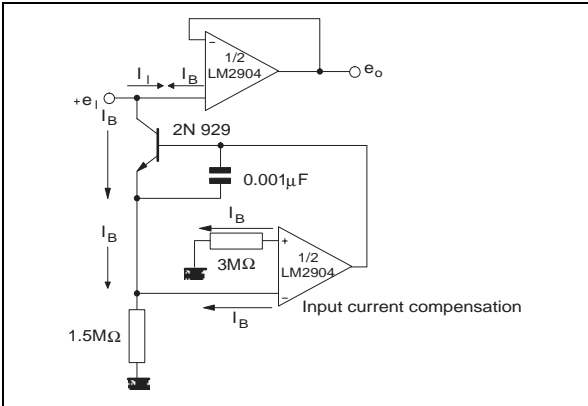 1/2
LM2904
I_I
I_B
e_o
+e_I
I_B
2N 929
0.001µF
I_B
I_B
3MΩ
1/2
LM2904
Input current compensation
I_B
1.5MΩ